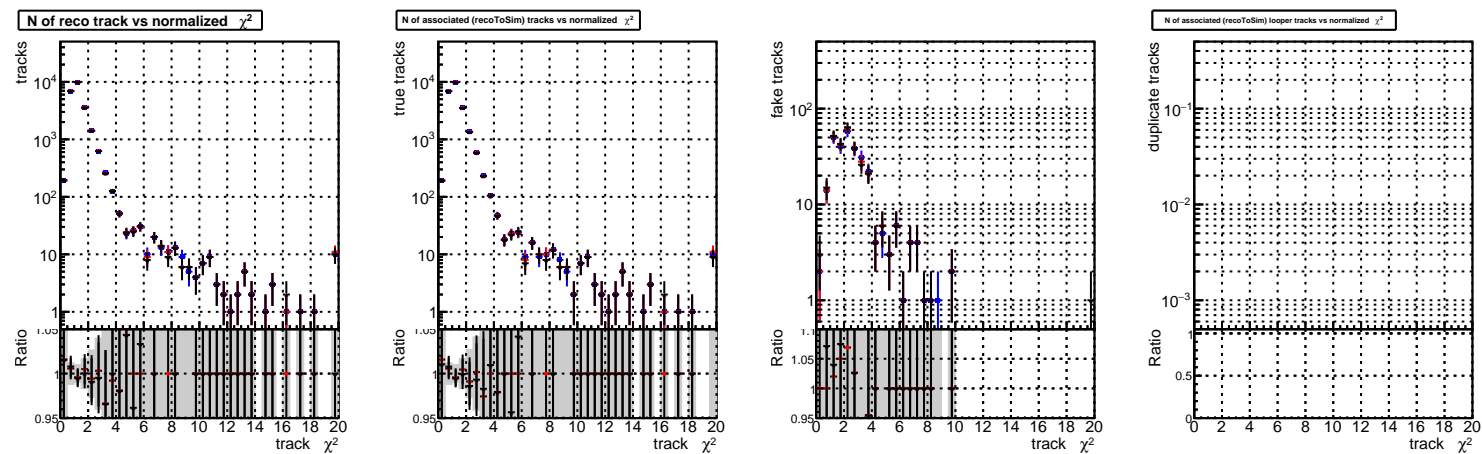 N of reco track vs normalized χ²
tracks
10⁴
10³
10²
10
1
Ratio
1.05
1
0.95
0 2 4 6 8 10 12 14 16 18 20
track χ²
N of associated (recoToSim) tracks vs normalized χ²
true tracks
10⁴
10³
10²
10
1
Ratio
1.05
1
0.95
0 2 4 6 8 10 12 14 16 18 20
track χ²
fake tracks
10²
10
1
Ratio
1.1
1.05
1
0.95
0 2 4 6 8 10 12 14 16 18 20
track χ²
N of associated (recoToSim) looper tracks vs normalized χ²
duplicate tracks
10⁻¹
10⁻²
10⁻³
Ratio
1
0.5
0
0 2 4 6 8 10 12 14 16 18 20
track χ²